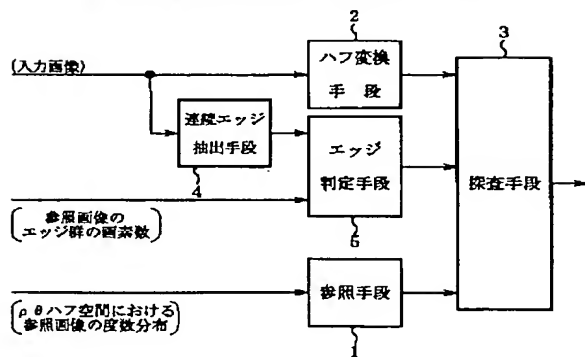 2
3
(入力画像)
ハフ変換
手 段
連続エッジ
抽出手段
4
エッジ
判定手段
5
探査手段
参照画像の
エッジ群の画素数
参照手段
1
ρθハフ空間における
参照画像の度数分布